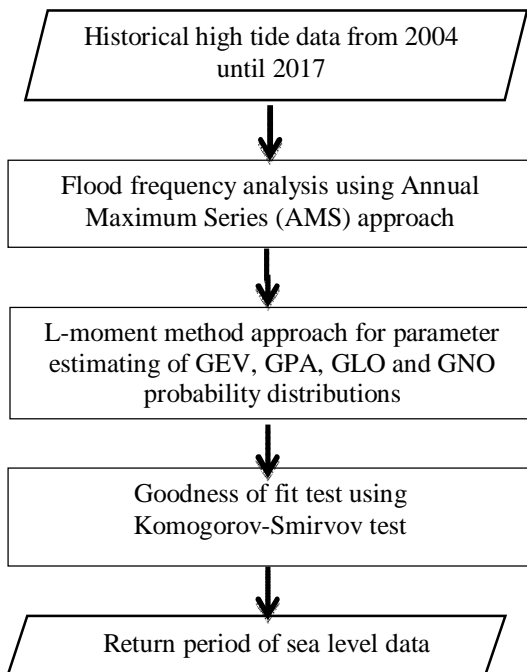 Historical high tide data from 2004
until 2017
Flood frequency analysis using Annual
Maximum Series (AMS) approach
L-moment method approach for parameter
estimating of GEV, GPA, GLO and GNO
probability distributions
Goodness of fit test using
Komogorov-Smirvov test
Return period of sea level data